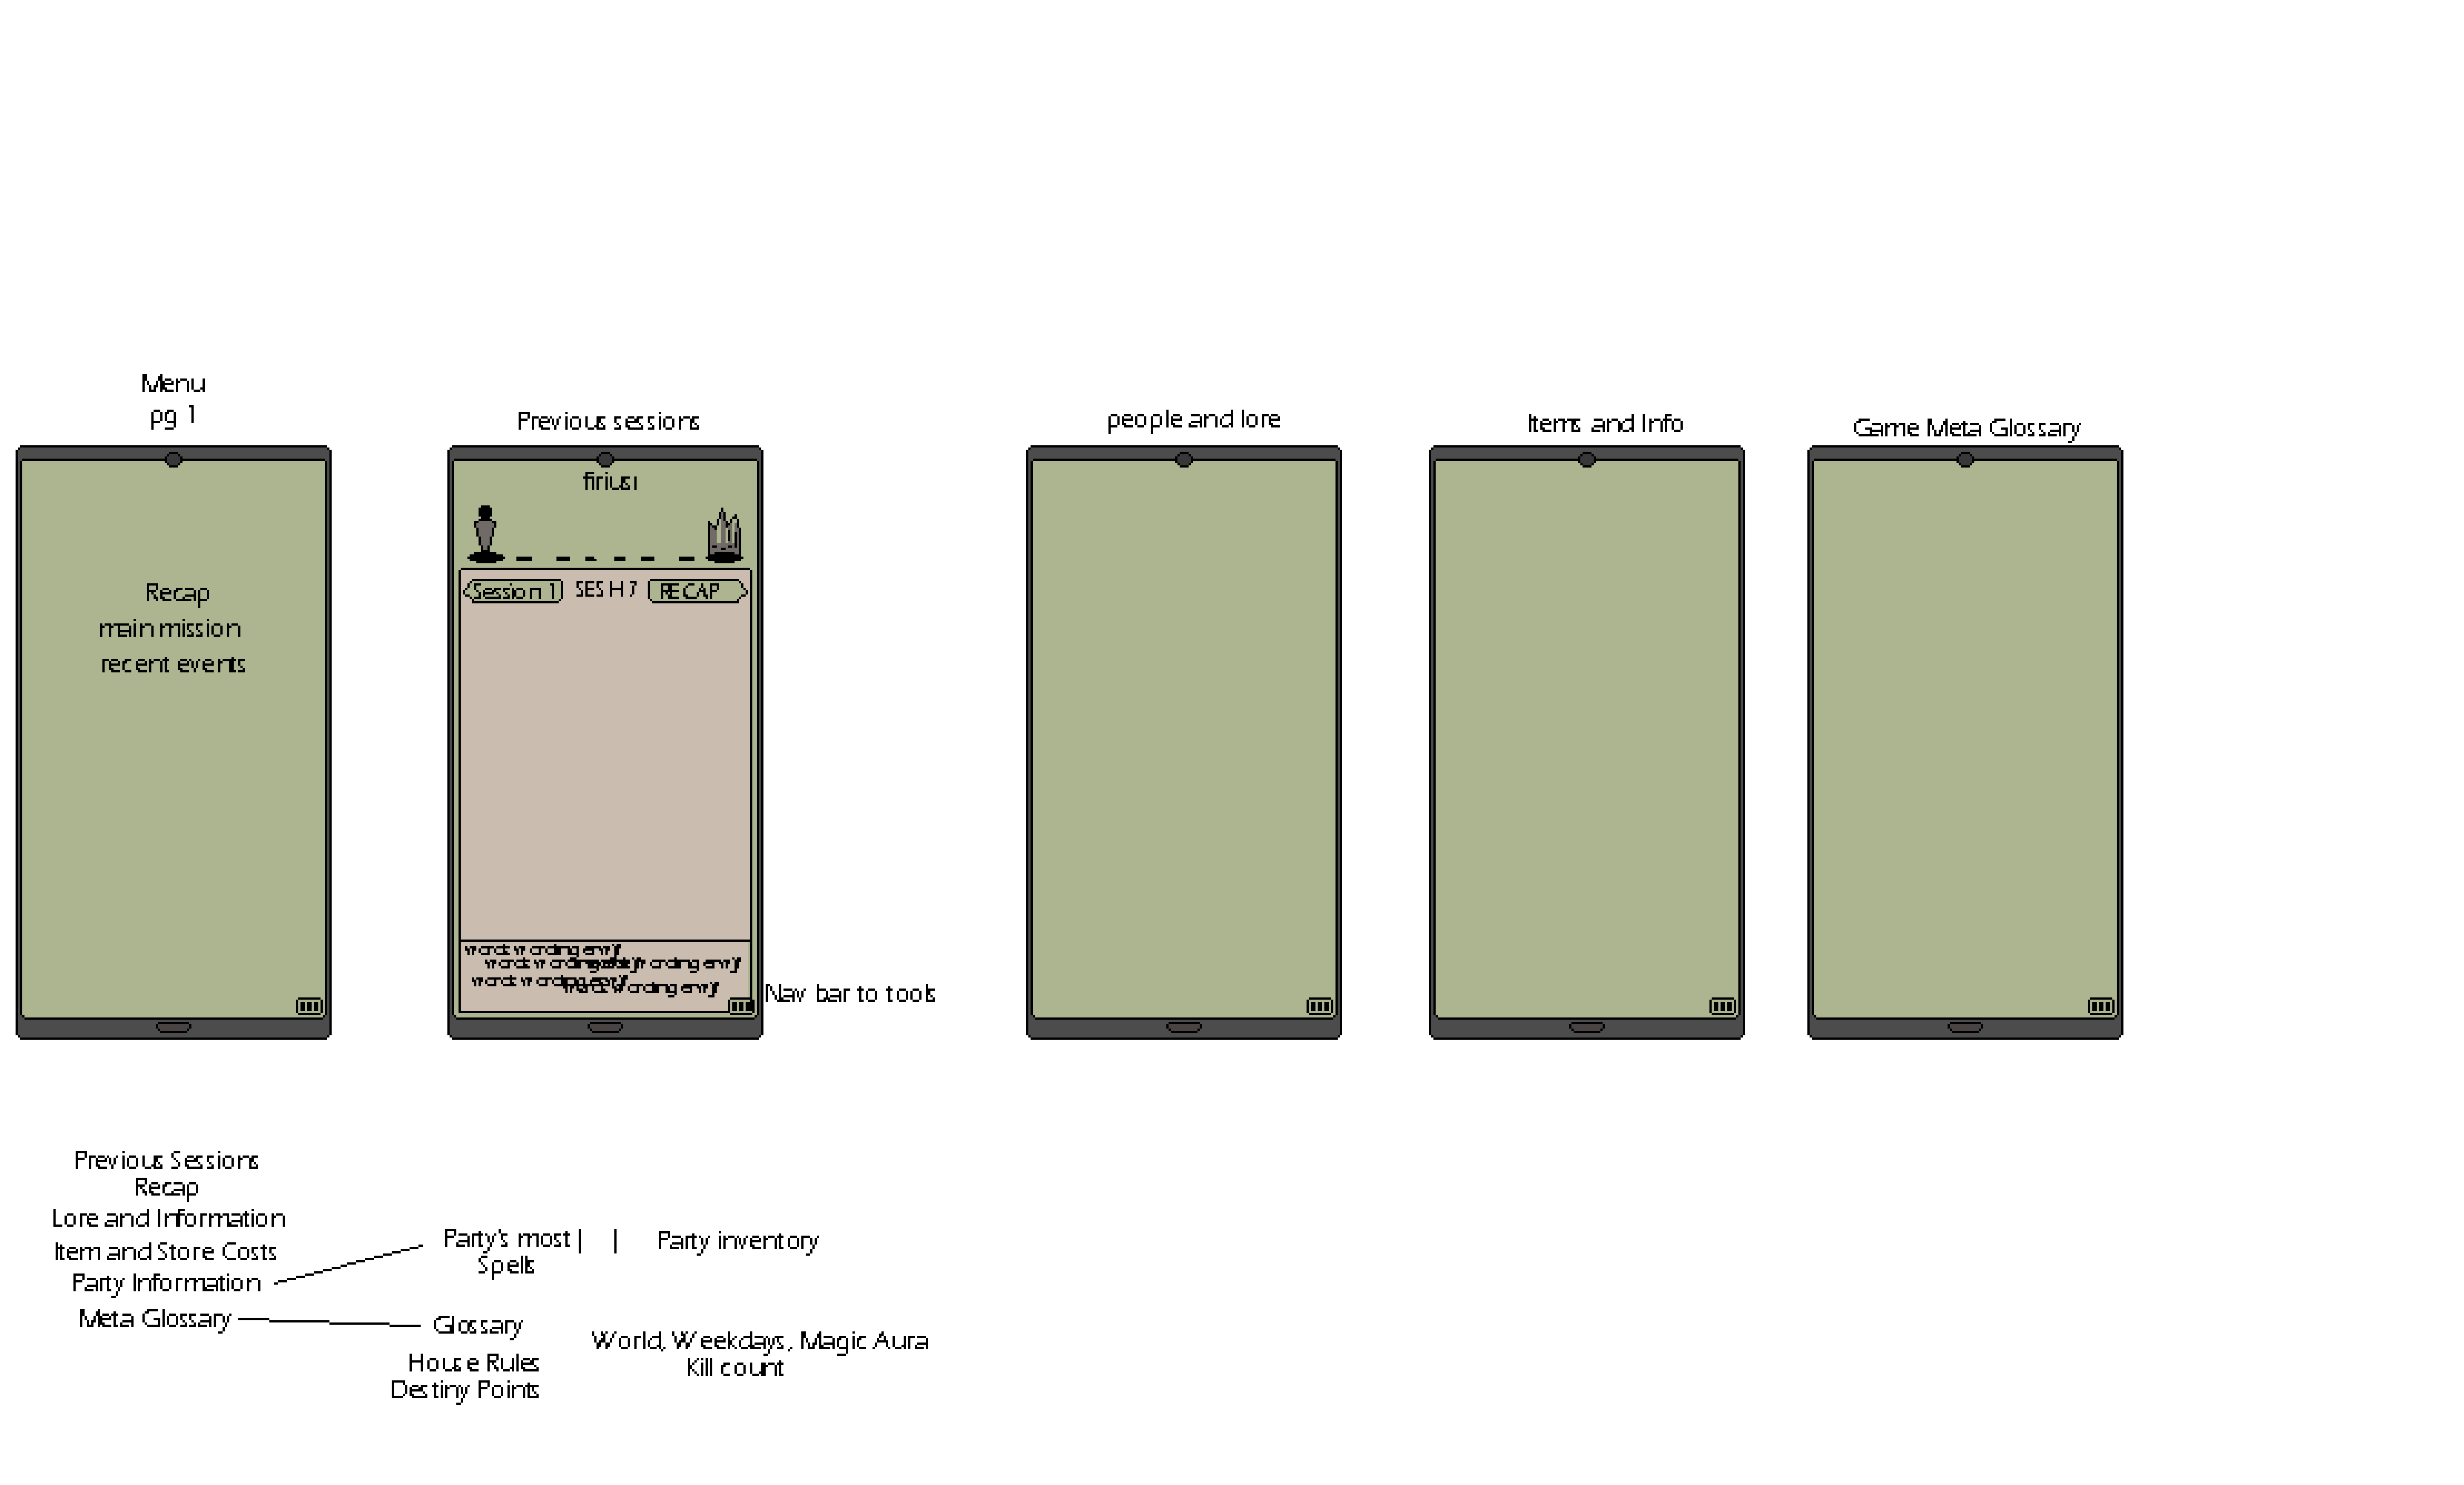 Menu
pg 1
Previous sessions
people and lore
Items and Info
Game Meta Glossary
Recap
main mission
recent events
Session 1
SESH 7
RECAP
Nav bar to tools
Previous Sessions
Recap
Lore and Information
Item and Store Costs
Party Information
Meta Glossary
Party's most | |
Spells
Party inventory
Glossary
House Rules
Destiny Points
World, Weekdays, Magic Aura
Kill count